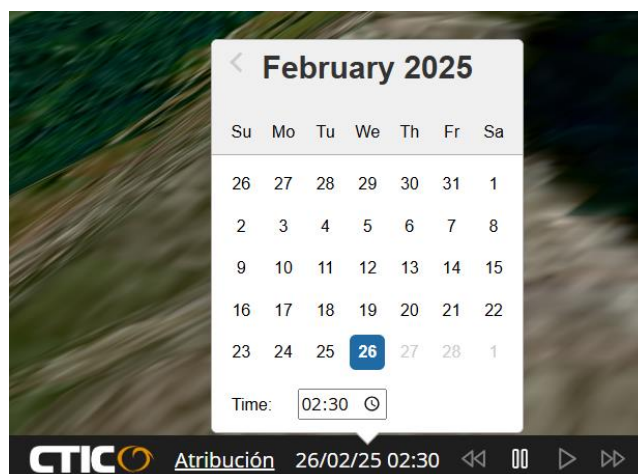 February 2025
Su Mo Tu We Th Fr Sa
26 27 28 29 30 31 1
2 3 4 5 6 7 8
9 10 11 12 13 14 15
16 17 18 19 20 21 22
23 24 25 26 27 28 1
Time: 02:30
CTIC Atribución 26/02/25 02:30